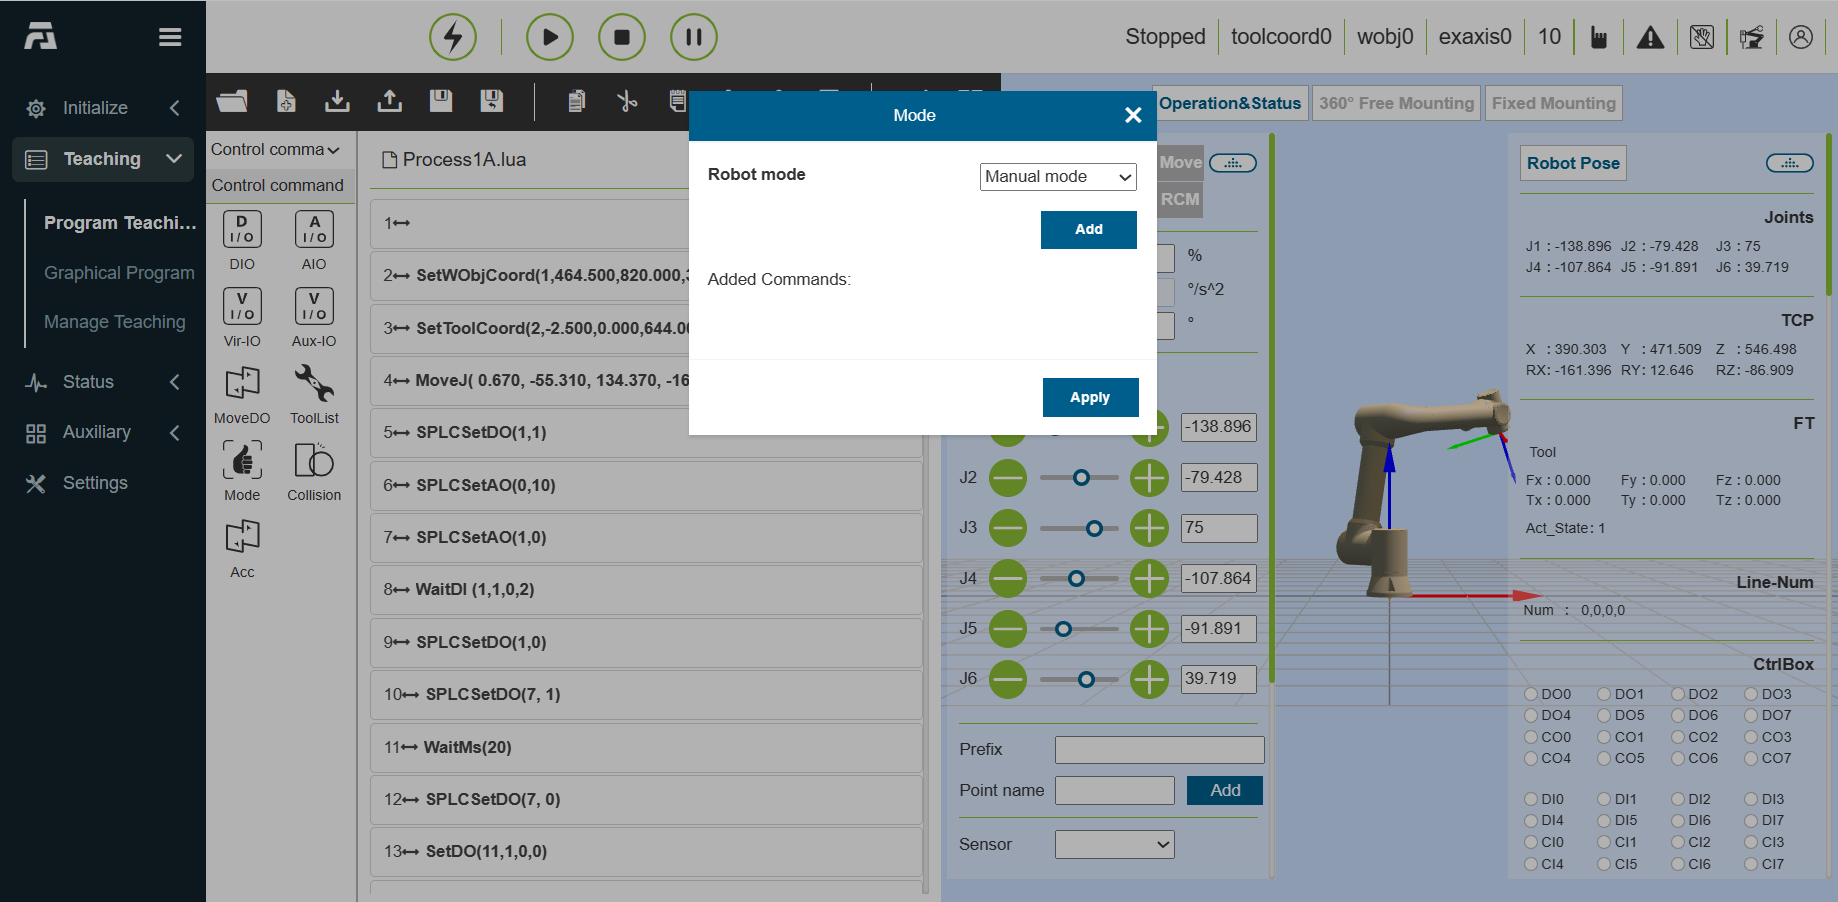 Stopped toolcoord0 wobj0 exaxis0 10
Initialize
Teaching
Program Teachi...
Graphical Program
Manage Teaching
Status
Auxiliary
Settings
Control comma
Control command
D
I/O
DIO
A
I/O
AIO
V
I/O
Vir-IO
V
I/O
Aux-IO
MoveDO
ToolList
Mode
Collision
Acc
Process1A.lua
1
2 SetWObjCoord(1,464.500,820.000,
3 SetToolCoord(2,-2.500,0.000,644.0
4 MoveJ( 0.670, -55.310, 134.370, -16
5 SPLCSetDO(1,1)
6 SPLCSetAO(0,10)
7 SPLCSetAO(1,0)
8 WaitDI (1,1,0,2)
9 SPLCSetDO(1,0)
10 SPLCSetDO(7, 1)
11 WaitMs(20)
12 SPLCSetDO(7, 0)
13 SetDO(11,1,0,0)
Mode
Robot mode Manual mode
Add
Added Commands:
Apply
Operation&Status 360° Free Mounting Fixed Mounting
Move
RCM
%
°/s^2
°
-138.896
J2 -79.428
J3 75
J4 -107.864
J5 -91.891
J6 39.719
Prefix
Point name Add
Sensor
Robot Pose
Joints
J1 : -138.896 J2 : -79.428 J3 : 75
J4 : -107.864 J5 : -91.891 J6 : 39.719
TCP
X : 390.303 Y : 471.509 Z : 546.498
RX: -161.396 RY: 12.646 RZ: -86.909
FT
Tool
Fx : 0.000 Fy : 0.000 Fz : 0.000
Tx : 0.000 Ty : 0.000 Tz : 0.000
Act_State: 1
Line-Num
Num : 0,0,0,0
CtrlBox
DO0 DO1 DO2 DO3
DO4 DO5 DO6 DO7
CO0 CO1 CO2 CO3
CO4 CO5 CO6 CO7
DI0 DI1 DI2 DI3
DI4 DI5 DI6 DI7
CI0 CI1 CI2 CI3
CI4 CI5 CI6 CI7